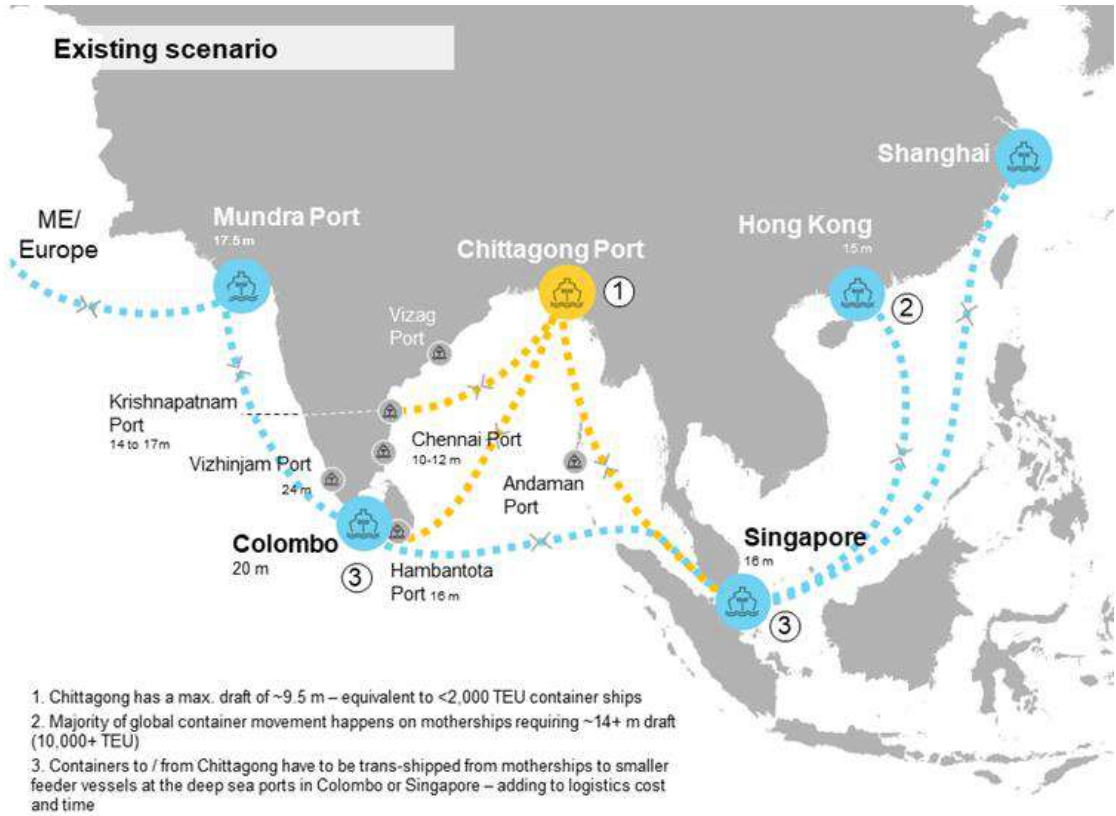 Existing scenario
Shanghai
ME/
Europe
Mundra Port
17.5 m
Hong Kong
15 m
Chittagong Port
1
2
Vizag
Port
Krishnapatnam
Port
14 to 17m
Chennai Port
10-12 m
Vizhinjam Port
24 m
Andaman
Port
Colombo
20 m
3
Hambantota
Port 16 m
Singapore
16 m
3
1. Chittagong has a max. draft of ~9.5 m – equivalent to <2,000 TEU container ships
2. Majority of global container movement happens on motherships requiring ~14+ m draft
(10,000+ TEU)
3. Containers to / from Chittagong have to be trans-shipped from motherships to smaller
feeder vessels at the deep sea ports in Colombo or Singapore – adding to logistics cost
and time